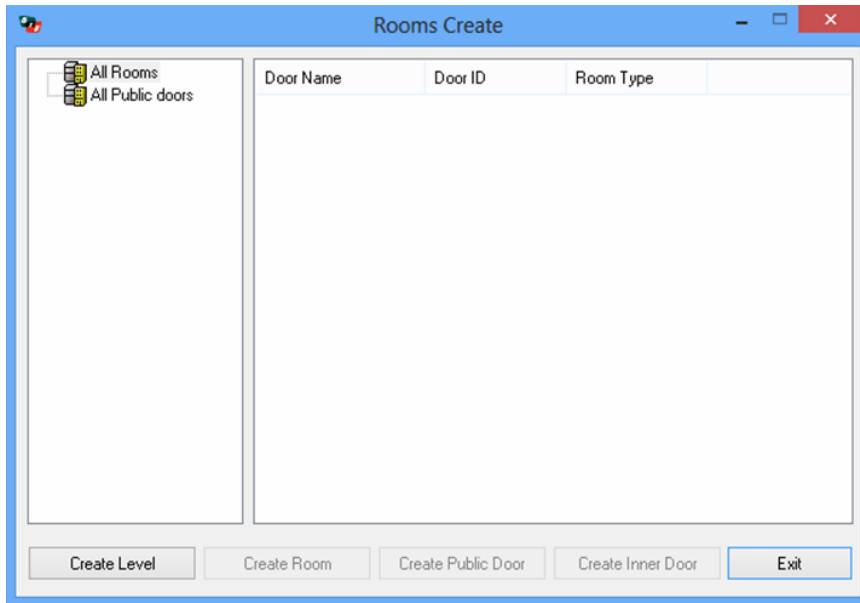 Rooms Create
All Rooms
All Public doors
Door Name Door ID Room Type
Create Level Create Room Create Public Door Create Inner Door Exit